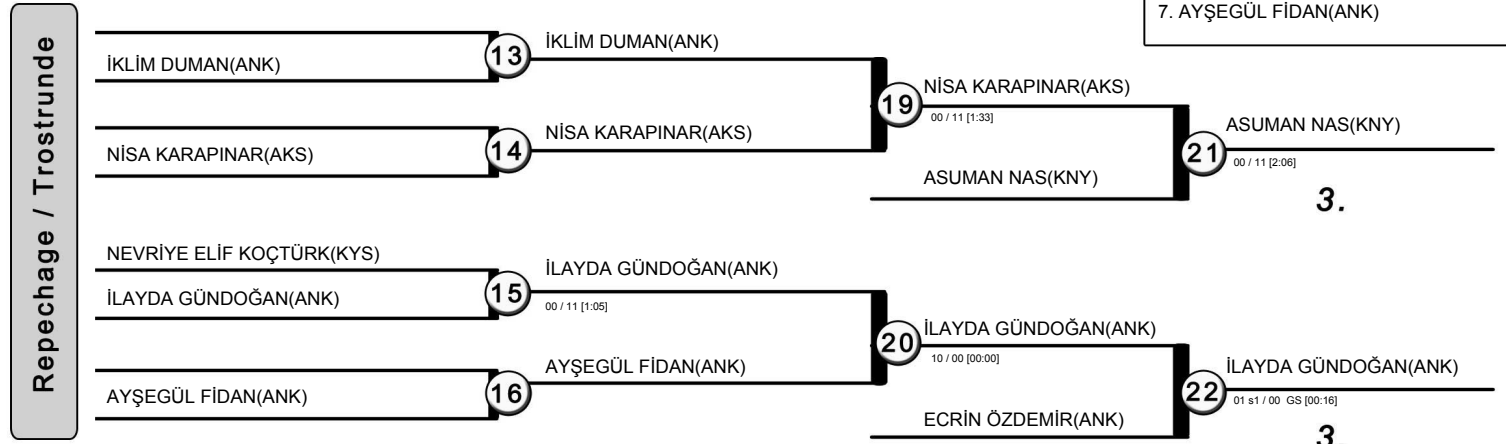 7. AYŞEGÜL FİDAN(ANK)
Repechage / Trostrunde
İKLİM DUMAN(ANK)
13
İKLİM DUMAN(ANK)
NİSA KARAPINAR(AKS)
14
NİSA KARAPINAR(AKS)
19
NİSA KARAPINAR(AKS)
00 / 11 [1:33]
ASUMAN NAS(KNY)
21
ASUMAN NAS(KNY)
00 / 11 [2:06]
3.
NEVRİYE ELİF KOÇTÜRK(KYS)
İLAYDA GÜNDOĞAN(ANK)
15
İLAYDA GÜNDOĞAN(ANK)
00 / 11 [1:05]
AYŞEGÜL FİDAN(ANK)
16
AYŞEGÜL FİDAN(ANK)
20
İLAYDA GÜNDOĞAN(ANK)
10 / 00 [00:00]
ECRİN ÖZDEMİR(ANK)
22
İLAYDA GÜNDOĞAN(ANK)
01 s1 / 00 GS [00:16]
3